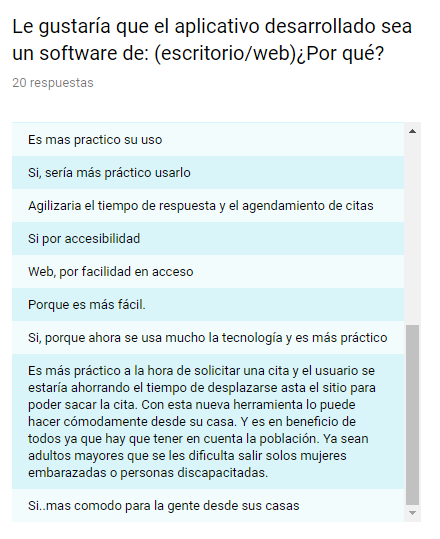 Le gustaría que el aplicativo desarrollado sea
un software de: (escritorio/web)¿Por qué?
20 respuestas
Es mas practico su uso
Si, sería más práctico usarlo
Agilizaria el tiempo de respuesta y el agendamiento de citas
Si por accesibilidad
Web, por facilidad en acceso
Porque es más fácil.
Si, porque ahora se usa mucho la tecnología y es más práctico
Es más práctico a la hora de solicitar una cita y el usuario se
estaría ahorrando el tiempo de desplazarse asta el sitio para
poder sacar la cita. Con esta nueva herramienta lo puede
hacer cómodamente desde su casa. Y es en beneficio de
todos ya que hay que tener en cuenta la población. Ya sean
adultos mayores que se les dificulta salir solos mujeres
embarazadas o personas discapacitadas.
Si..mas comodo para la gente desde sus casas